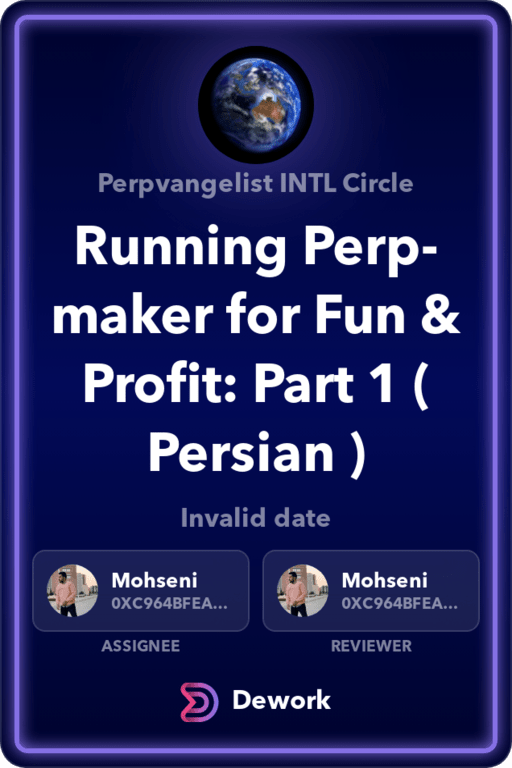 Perpvangelist INTL Circle
Running Perp-
maker for Fun &
Profit: Part 1 (
Persian )
Invalid date
Mohseni
0XC964BFEA...
ASSIGNEE
Mohseni
0XC964BFEA...
REVIEWER
Dework